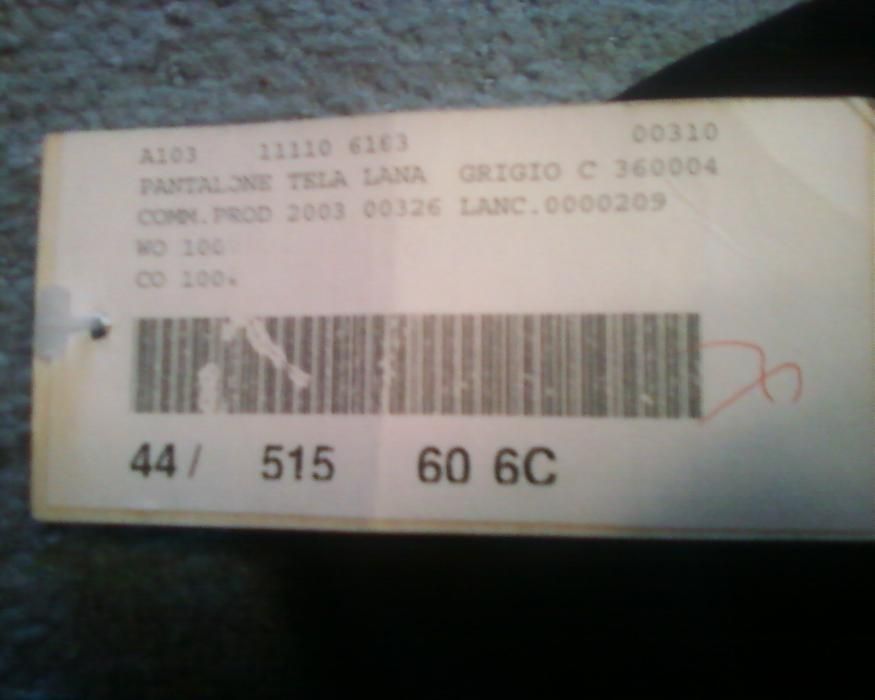 A103 11110 6163 00310
PANTALONE TELA LANA GRIGIO C 360004
COMM.PROD 2003 00326 LANC.0000209
WO 100
CO 100.
44/ 515 60 6C